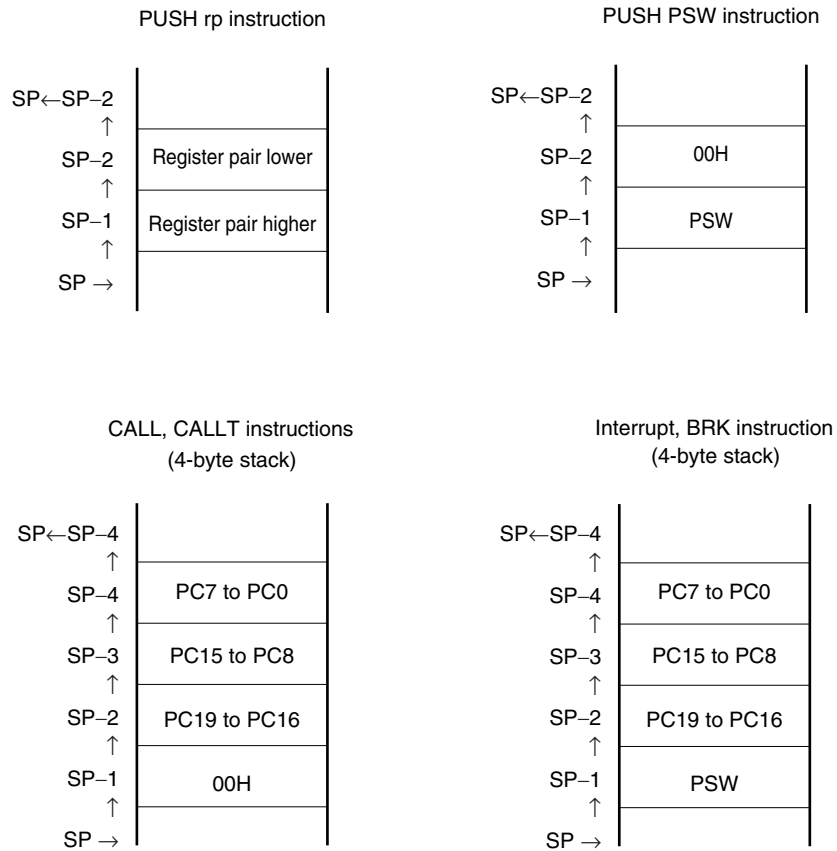 PUSH rp instruction
SP←SP–2
↑
SP–2
Register pair lower
↑
SP–1
Register pair higher
↑
SP →
PUSH PSW instruction
SP←SP–2
↑
SP–2
00H
↑
SP–1
PSW
↑
SP →
CALL, CALLT instructions
(4-byte stack)
SP←SP–4
↑
SP–4
PC7 to PC0
↑
SP–3
PC15 to PC8
↑
SP–2
PC19 to PC16
↑
SP–1
00H
↑
SP →
Interrupt, BRK instruction
(4-byte stack)
SP←SP–4
↑
SP–4
PC7 to PC0
↑
SP–3
PC15 to PC8
↑
SP–2
PC19 to PC16
↑
SP–1
PSW
↑
SP →